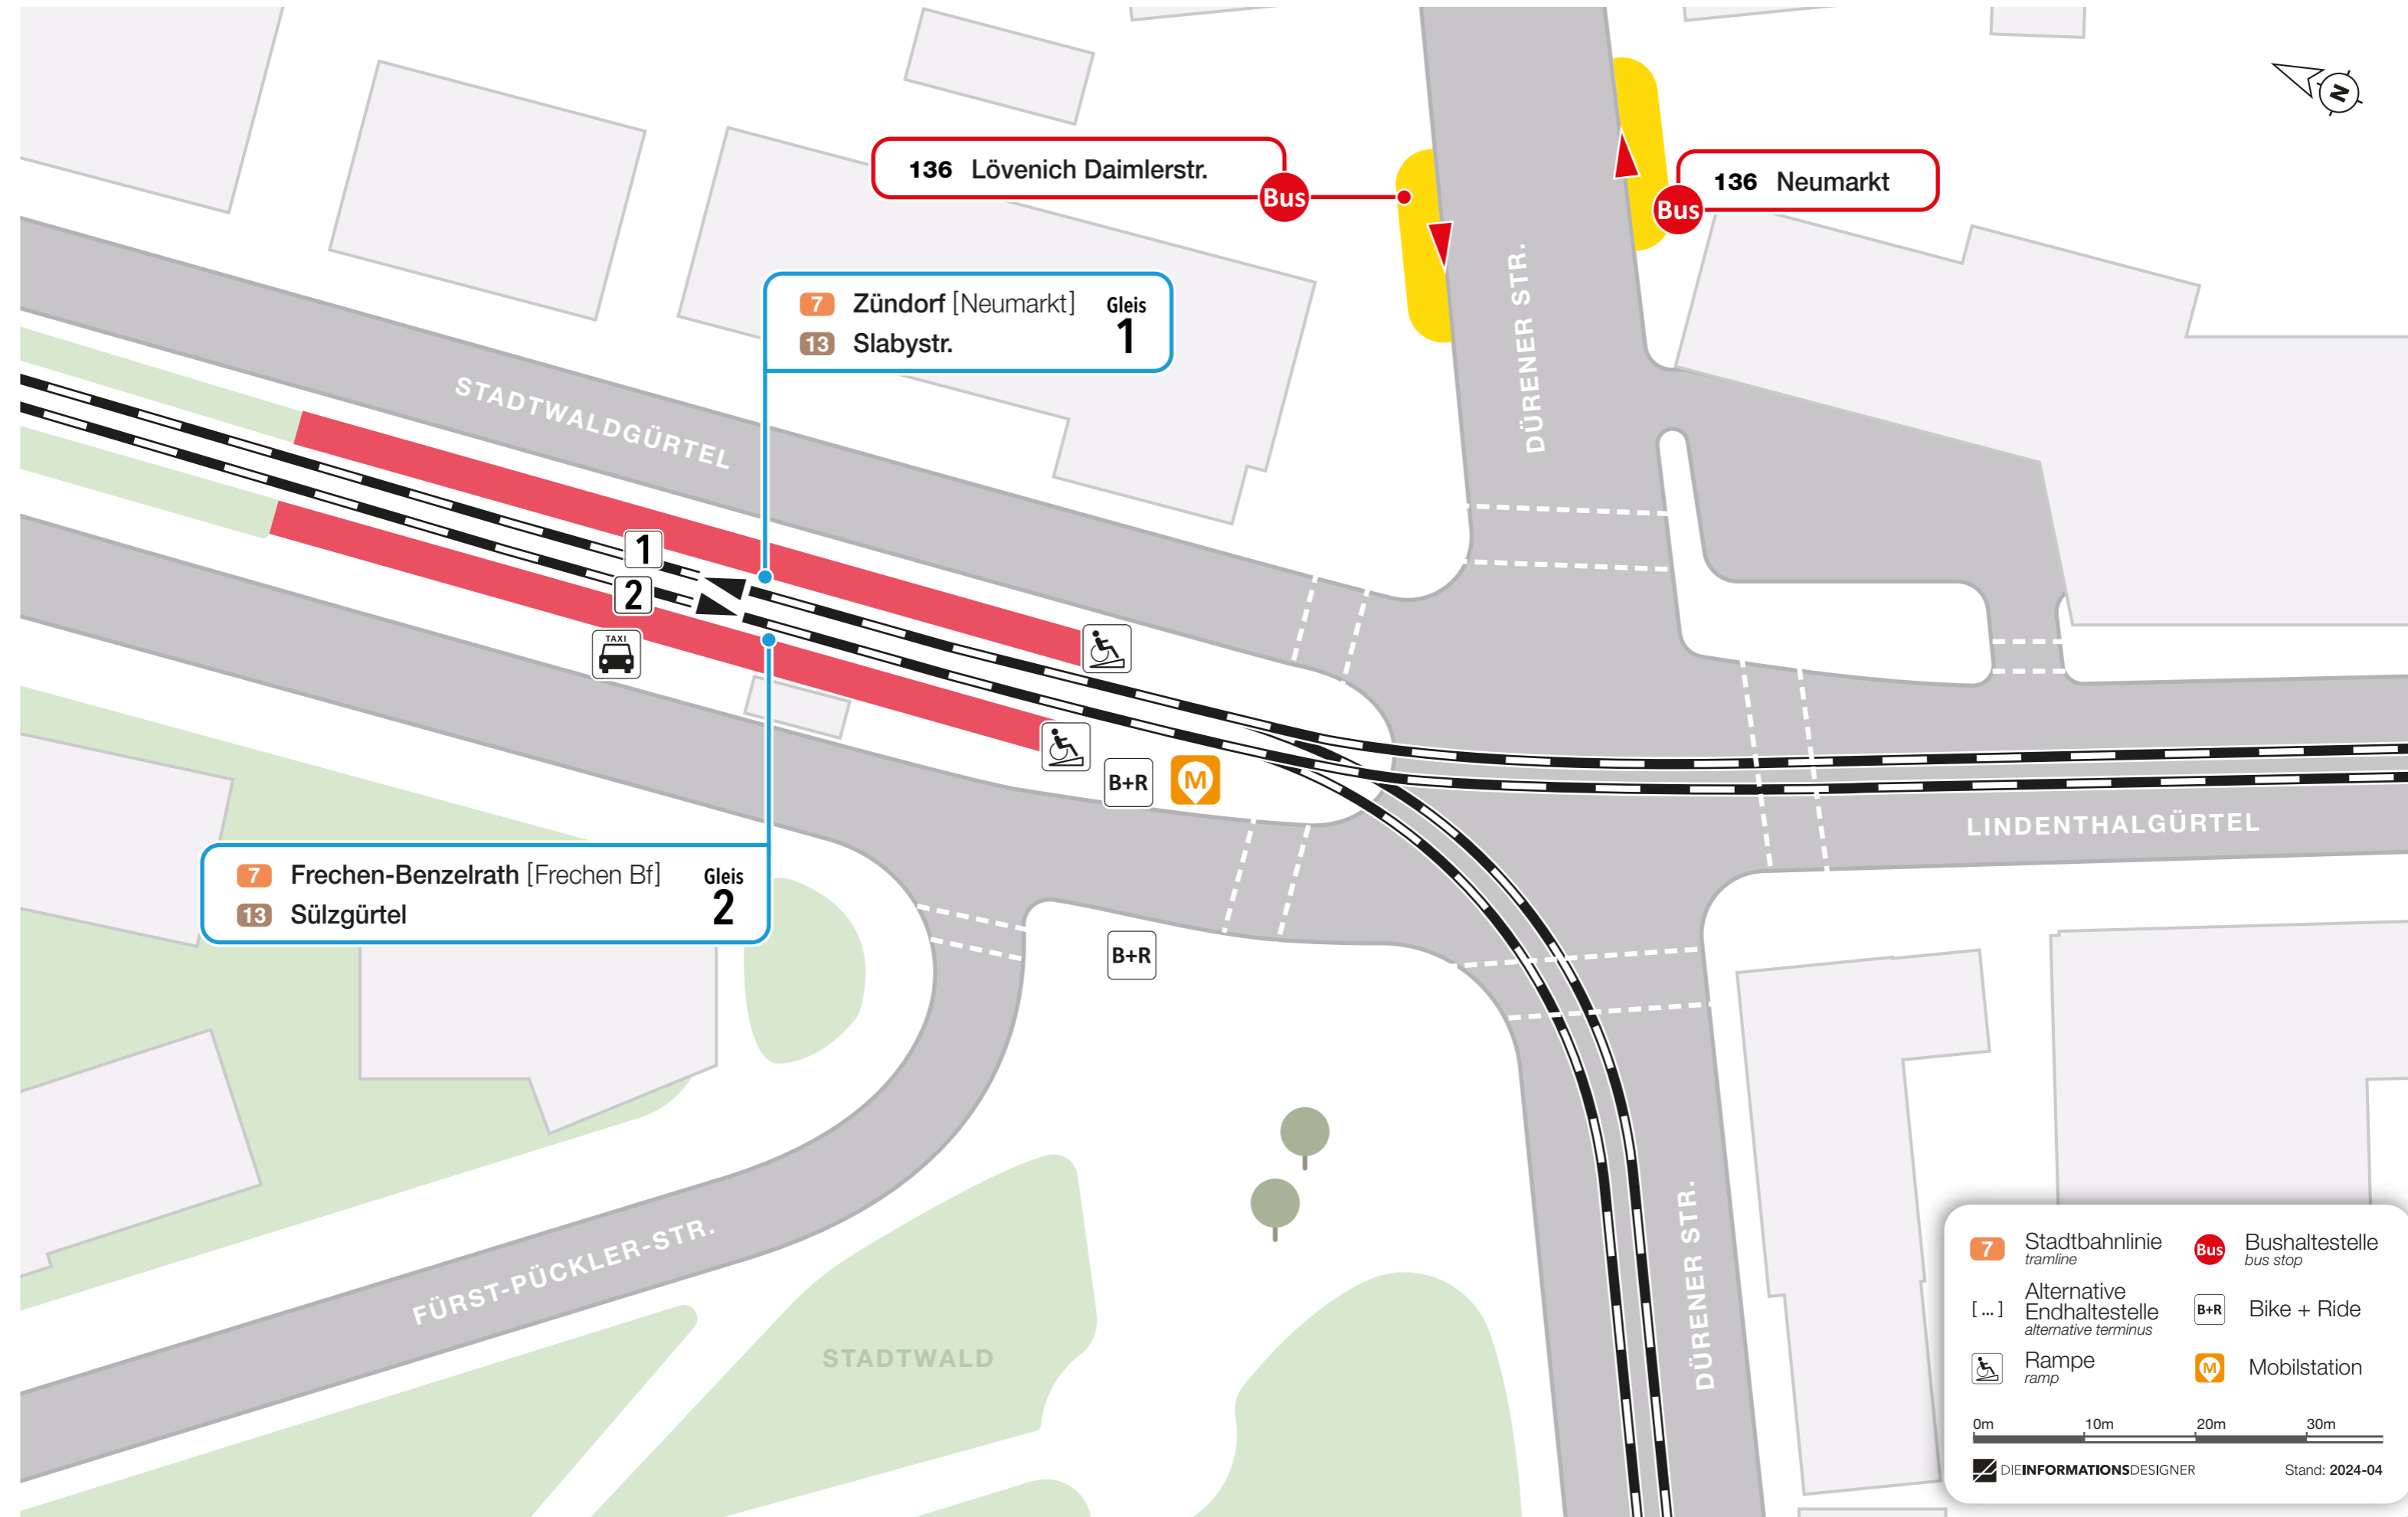 N
136 Lövenich Daimlerstr.
Bus
136 Neumarkt
Bus
7 Zündorf [Neumarkt]
13 Slabystr.
Gleis
1
STADTWALDGÜRTEL
DÜRENER STR.
1
2
TAXI
B+R
M
LINDENTHALGÜRTEL
7 Frechen-Benzelrath [Frechen Bf]
13 Sülzgürtel
Gleis
2
B+R
FÜRST-PÜCKLER-STR.
STADTWALD
DÜRENER STR.
7 Stadtbahnlinie
tramline
[ ... ] Alternative
Endhaltestelle
alternative terminus
Rampe
ramp
Bus Bushaltestelle
bus stop
B+R Bike + Ride
M Mobilstation
0m 10m 20m 30m
DIEINFORMATIONSDESIGNER
Stand: 2024-04